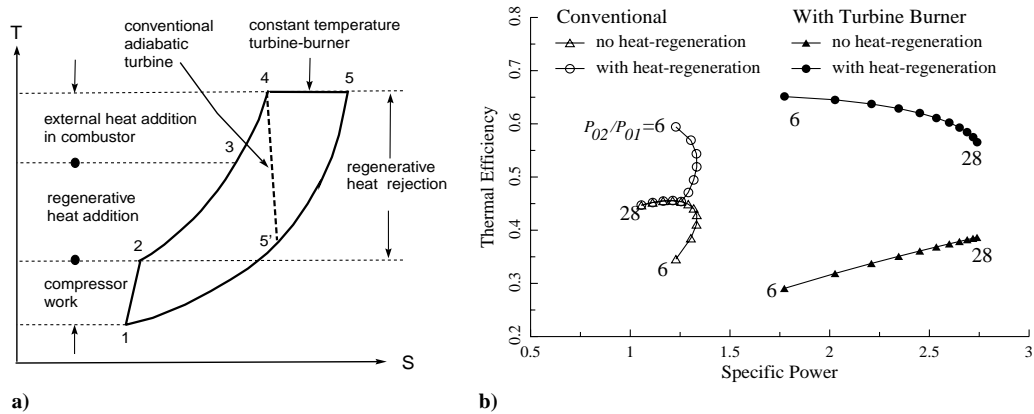 T
conventional
adiabatic
turbine
constant temperature
turbine-burner
4
5
external heat addition
in combustor
3
regenerative
heat addition
regenerative
heat rejection
2
5'
compressor
work
1
S
a)
Conventional
no heat-regeneration
with heat-regeneration
With Turbine Burner
no heat-regeneration
with heat-regeneration
Thermal Efficiency
0.8
0.7
0.6
0.5
0.4
0.3
0.2
P02/P01=6
28
6
6
28
6
28
0.5
1
1.5
2
2.5
3
Specific Power
b)